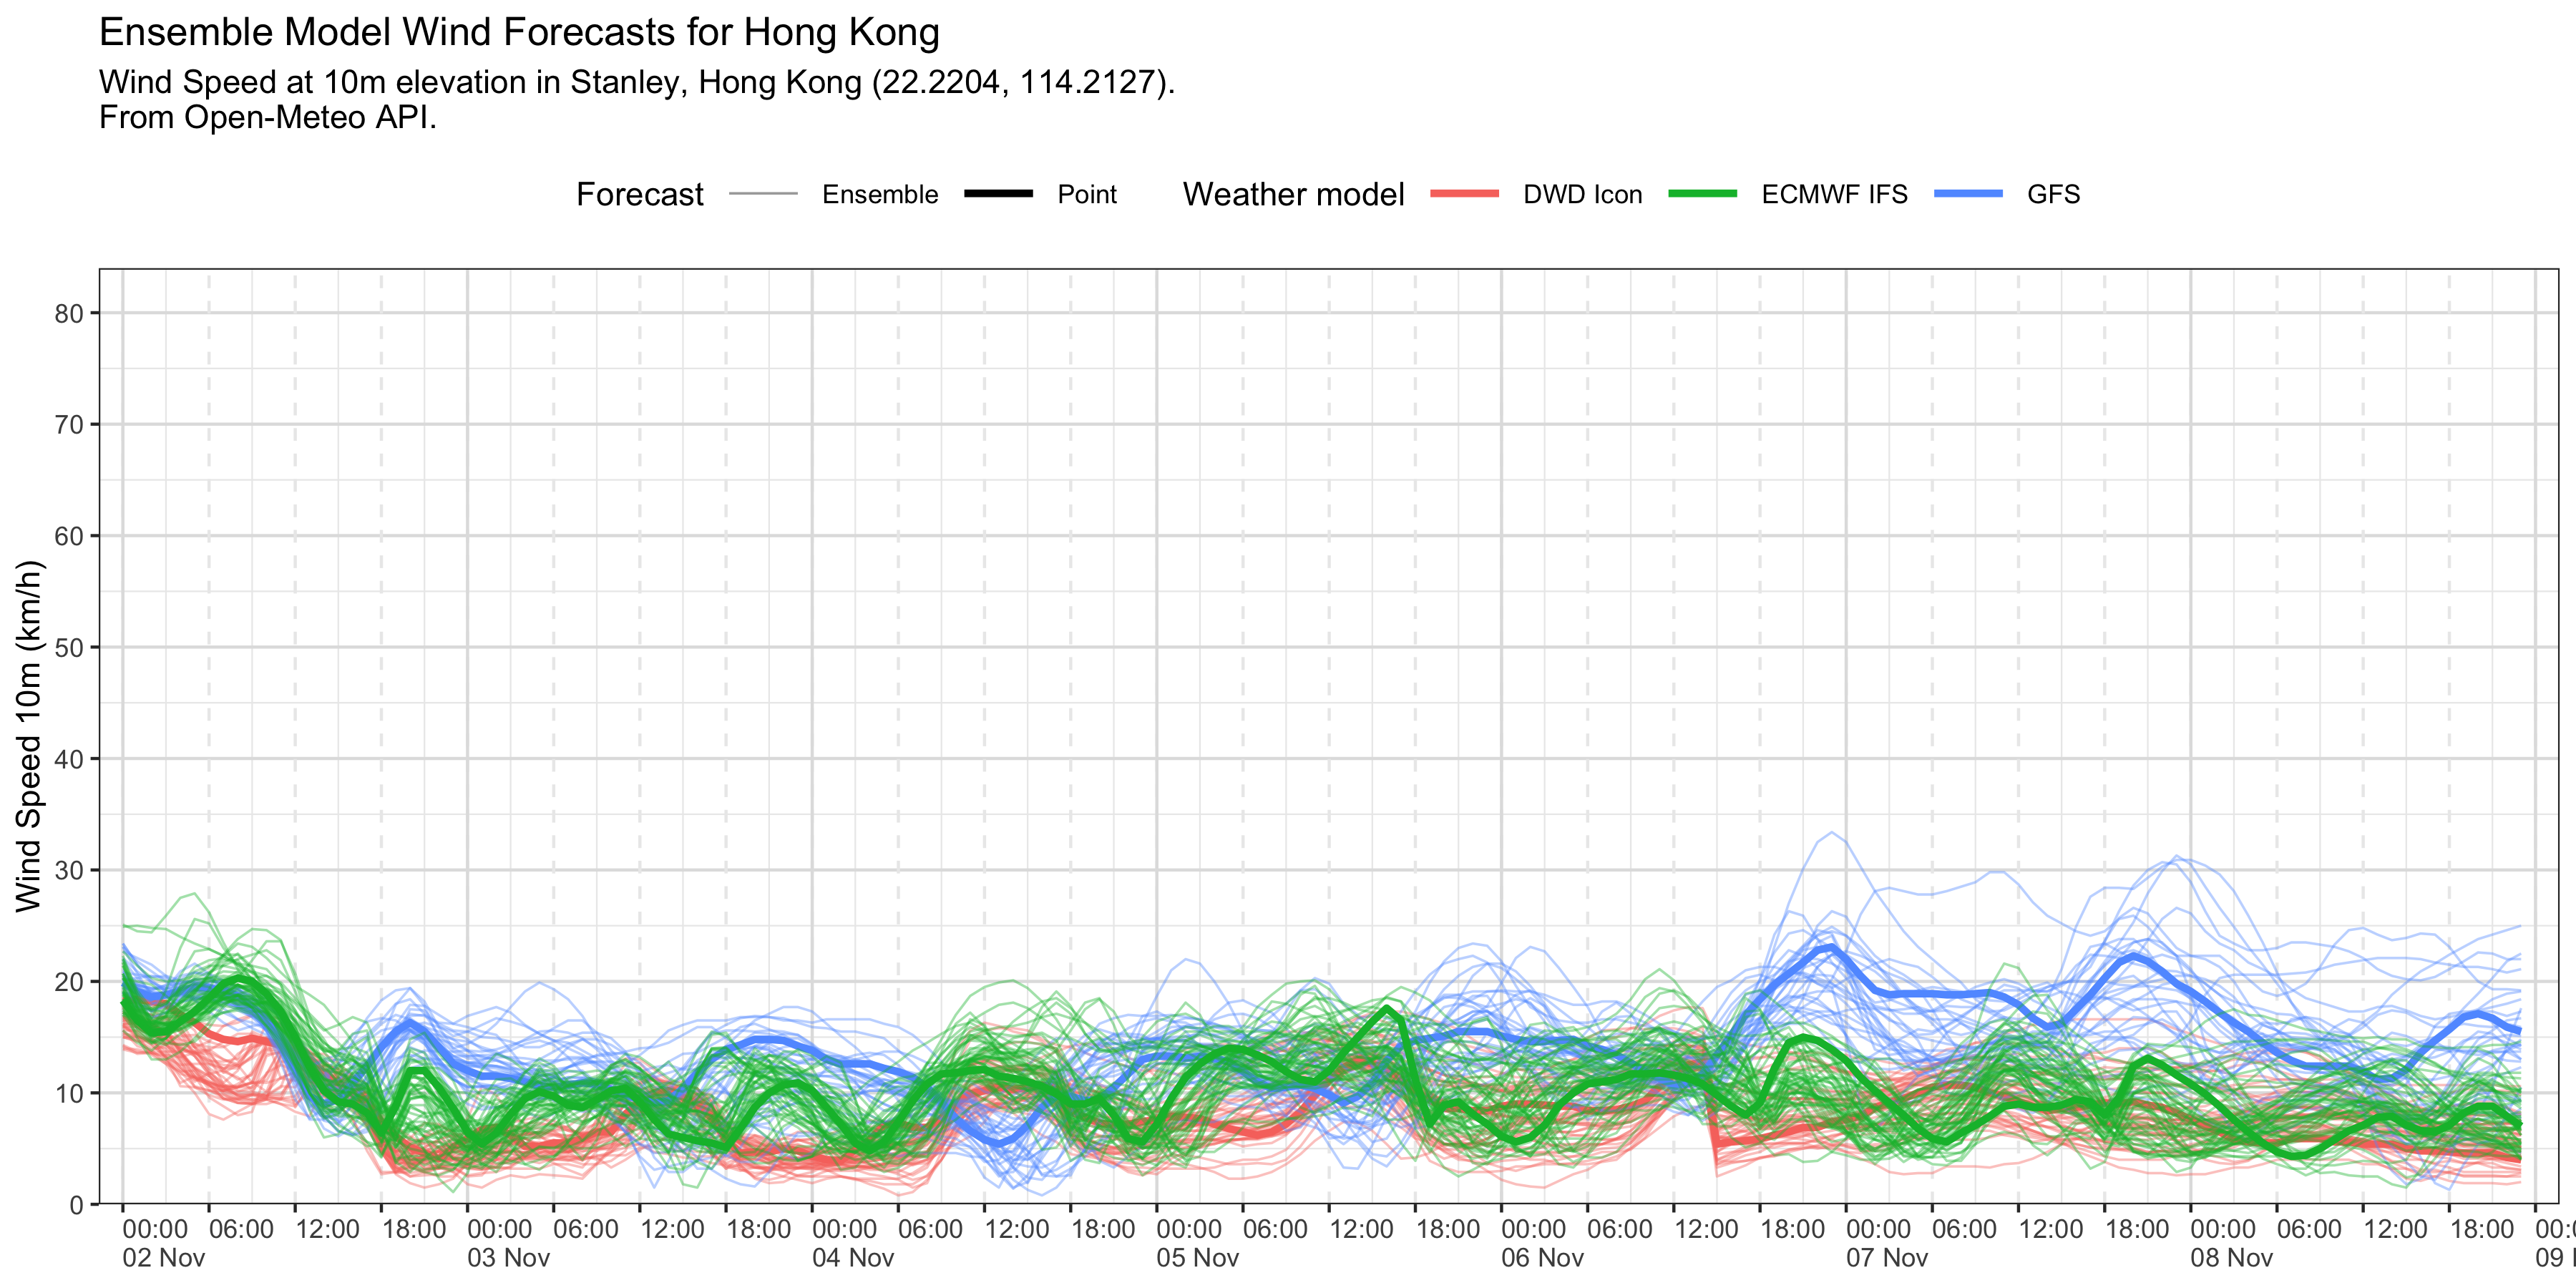 Ensemble Model Wind Forecasts for Hong Kong
Wind Speed at 10m elevation in Stanley, Hong Kong (22.2204, 114.2127).
From Open-Meteo API.
Forecast Ensemble Point Weather model DWD Icon ECMWF IFS GFS
Wind Speed 10m (km/h)
80
70
60
50
40
30
20
10
0
00:00 06:00 12:00 18:00 00:00 06:00 12:00 18:00 00:00 06:00 12:00 18:00 00:00 06:00 12:00 18:00 00:00 06:00 12:00 18:00 00:00 06:00 12:00 18:00 00:00 06:00 12:00 18:00
02 Nov 03 Nov 04 Nov 05 Nov 06 Nov 07 Nov 08 Nov 09